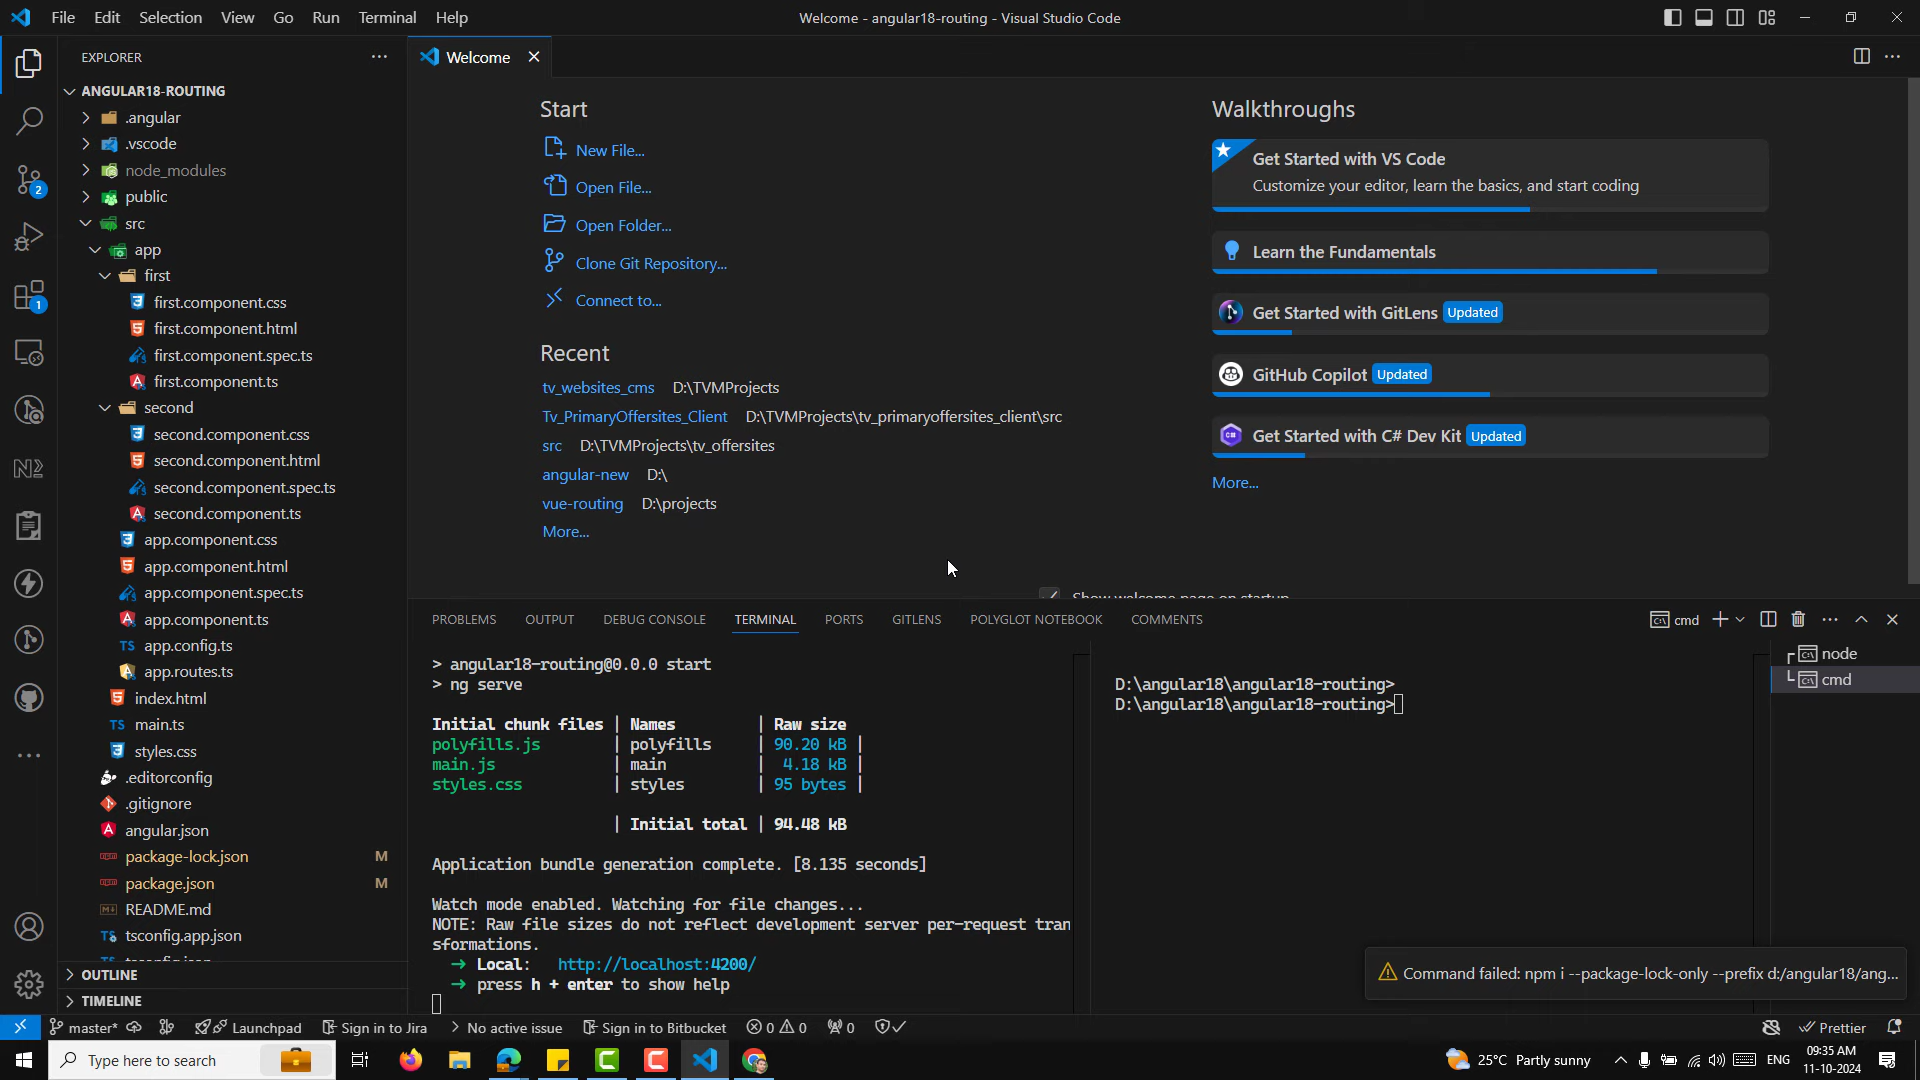 File Edit Selection View Go Run Terminal Help
Welcome - angular18-routing - Visual Studio Code
EXPLORER
ANGULAR18-ROUTING
.angular
.vscode
node_modules
public
src
app
first
first.component.css
first.component.html
first.component.spec.ts
first.component.ts
second
second.component.css
second.component.html
second.component.spec.ts
second.component.ts
app.component.css
app.component.html
app.component.spec.ts
app.component.ts
app.config.ts
app.routes.ts
index.html
main.ts
styles.css
.editorconfig
.gitignore
angular.json
package-lock.json M
package.json M
README.md
tsconfig.app.json
OUTLINE
TIMELINE
2
1
Welcome
Start
New File...
Open File...
Open Folder...
Clone Git Repository...
Connect to...
Recent
tv_websites_cms D:\TVMProjects
Tv_PrimaryOffersites_Client D:\TVMProjects\tv_primaryoffersites_client\src
src D:\TVMProjects\tv_offersites
angular-new D:\
vue-routing D:\projects
More...
Walkthroughs
Get Started with VS Code
Customize your editor, learn the basics, and start coding
Learn the Fundamentals
Get Started with GitLens Updated
GitHub Copilot Updated
Get Started with C# Dev Kit Updated
More...
Show welcome page on startup
PROBLEMS OUTPUT DEBUG CONSOLE TERMINAL PORTS GITLENS POLYGLOT NOTEBOOK COMMENTS
cmd
> angular18-routing@0.0.0 start
> ng serve
Initial chunk files | Names | Raw size
polyfills.js | polyfills | 90.20 kB |
main.js | main | 4.18 kB |
styles.css | styles | 95 bytes |
| Initial total | 94.48 kB
Application bundle generation complete. [8.135 seconds]
Watch mode enabled. Watching for file changes...
NOTE: Raw file sizes do not reflect development server per-request tran
sformations.
➜ Local: http://localhost:4200/
➜ press h + enter to show help
D:\angular18\angular18-routing>
D:\angular18\angular18-routing>
node
cmd
Command failed: npm i --package-lock-only --prefix d:/angular18/ang...
master* Launchpad Sign in to Jira No active issue Sign in to Bitbucket 0 0 0 Prettier
Type here to search
25°C Partly sunny
ENG
09:35 AM
11-10-2024